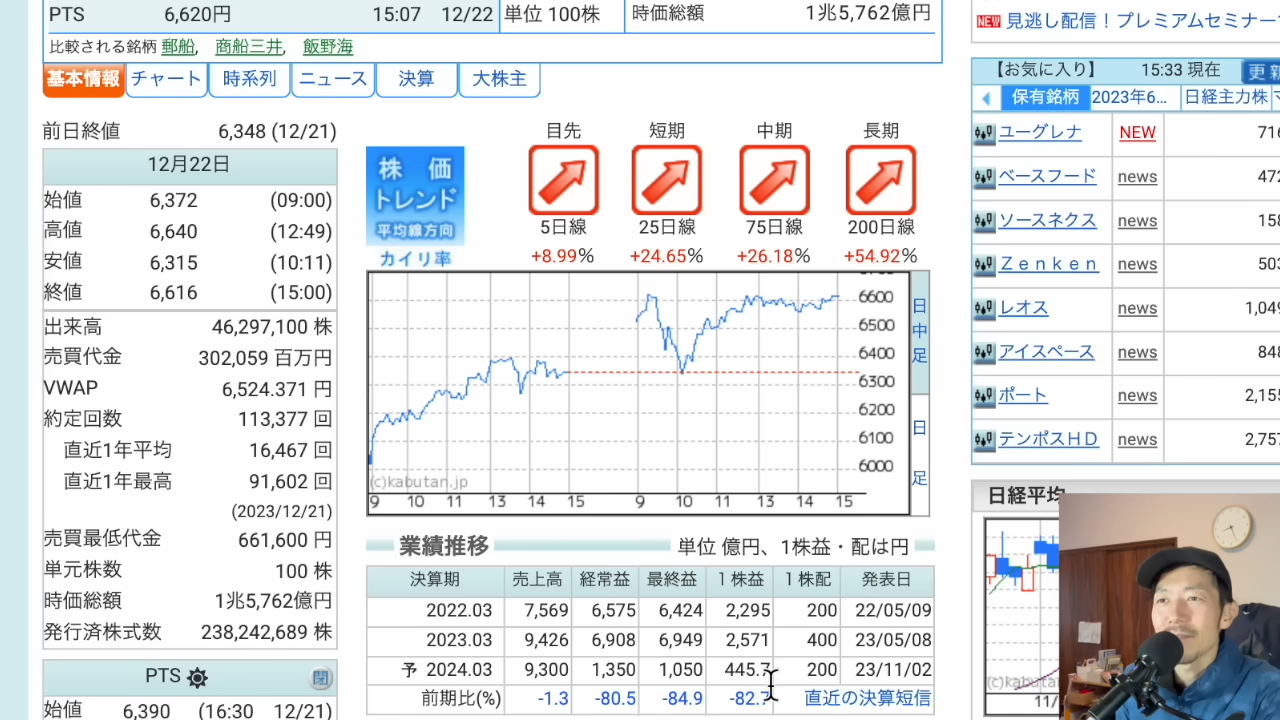 PTS 6,620円 15:07 12/22 単位 100株 時価総額 1兆5,762億円
比較される銘柄 郵船, 商船三井, 飯野海
基本情報 チャート 時系列 ニュース 決算 大株主
前日終値 6,348 (12/21)
12月22日
始値 6,372 (09:00)
高値 6,640 (12:49)
安値 6,315 (10:11)
終値 6,616 (15:00)
出来高 46,297,100 株
売買代金 302,059 百万円
VWAP 6,524.371 円
約定回数 113,377 回
直近1年平均 16,467 回
直近1年最高 91,602 回
(2023/12/21)
売買最低代金 661,600 円
単元株数 100 株
時価総額 1兆5,762億円
発行済株式数 238,242,689 株
PTS 閉
始値 6,390 (16:30 12/21)
株価
トレンド
平均線方向
カイリ率
目先 短期 中期 長期
5日線 25日線 75日線 200日線
+8.99% +24.65% +26.18% +54.92%
6600
6500
6400
6300
6200
6100
6000
(c)kabutan.jp
9 10 11 13 14 15 9 10 11 13 14 15
日中足
日足
業績推移 単位 億円、1株益・配は円
決算期 売上高 経常益 最終益 1株益 1株配 発表日
2022.03 7,569 6,575 6,424 2,295 200 22/05/09
2023.03 9,426 6,908 6,949 2,571 400 23/05/08
予 2024.03 9,300 1,350 1,050 445.7 200 23/11/02
前期比(%) -1.3 -80.5 -84.9 -82.7 直近の決算短信
NEW 見逃し配信!プレミアムセミナー
【お気に入り】 15:33 現在 更新
保有銘柄 2023年6... 日経主力株
ユーグレナ NEW 716
ベースフード news 472
ソースネクス news 158
Ｚｅｎｋｅｎ news 503
レオス news 1,049
アイスペース news 848
ポート news 2,155
テンポスＨＤ news 2,757
日経平均
(c)kabutan
11/